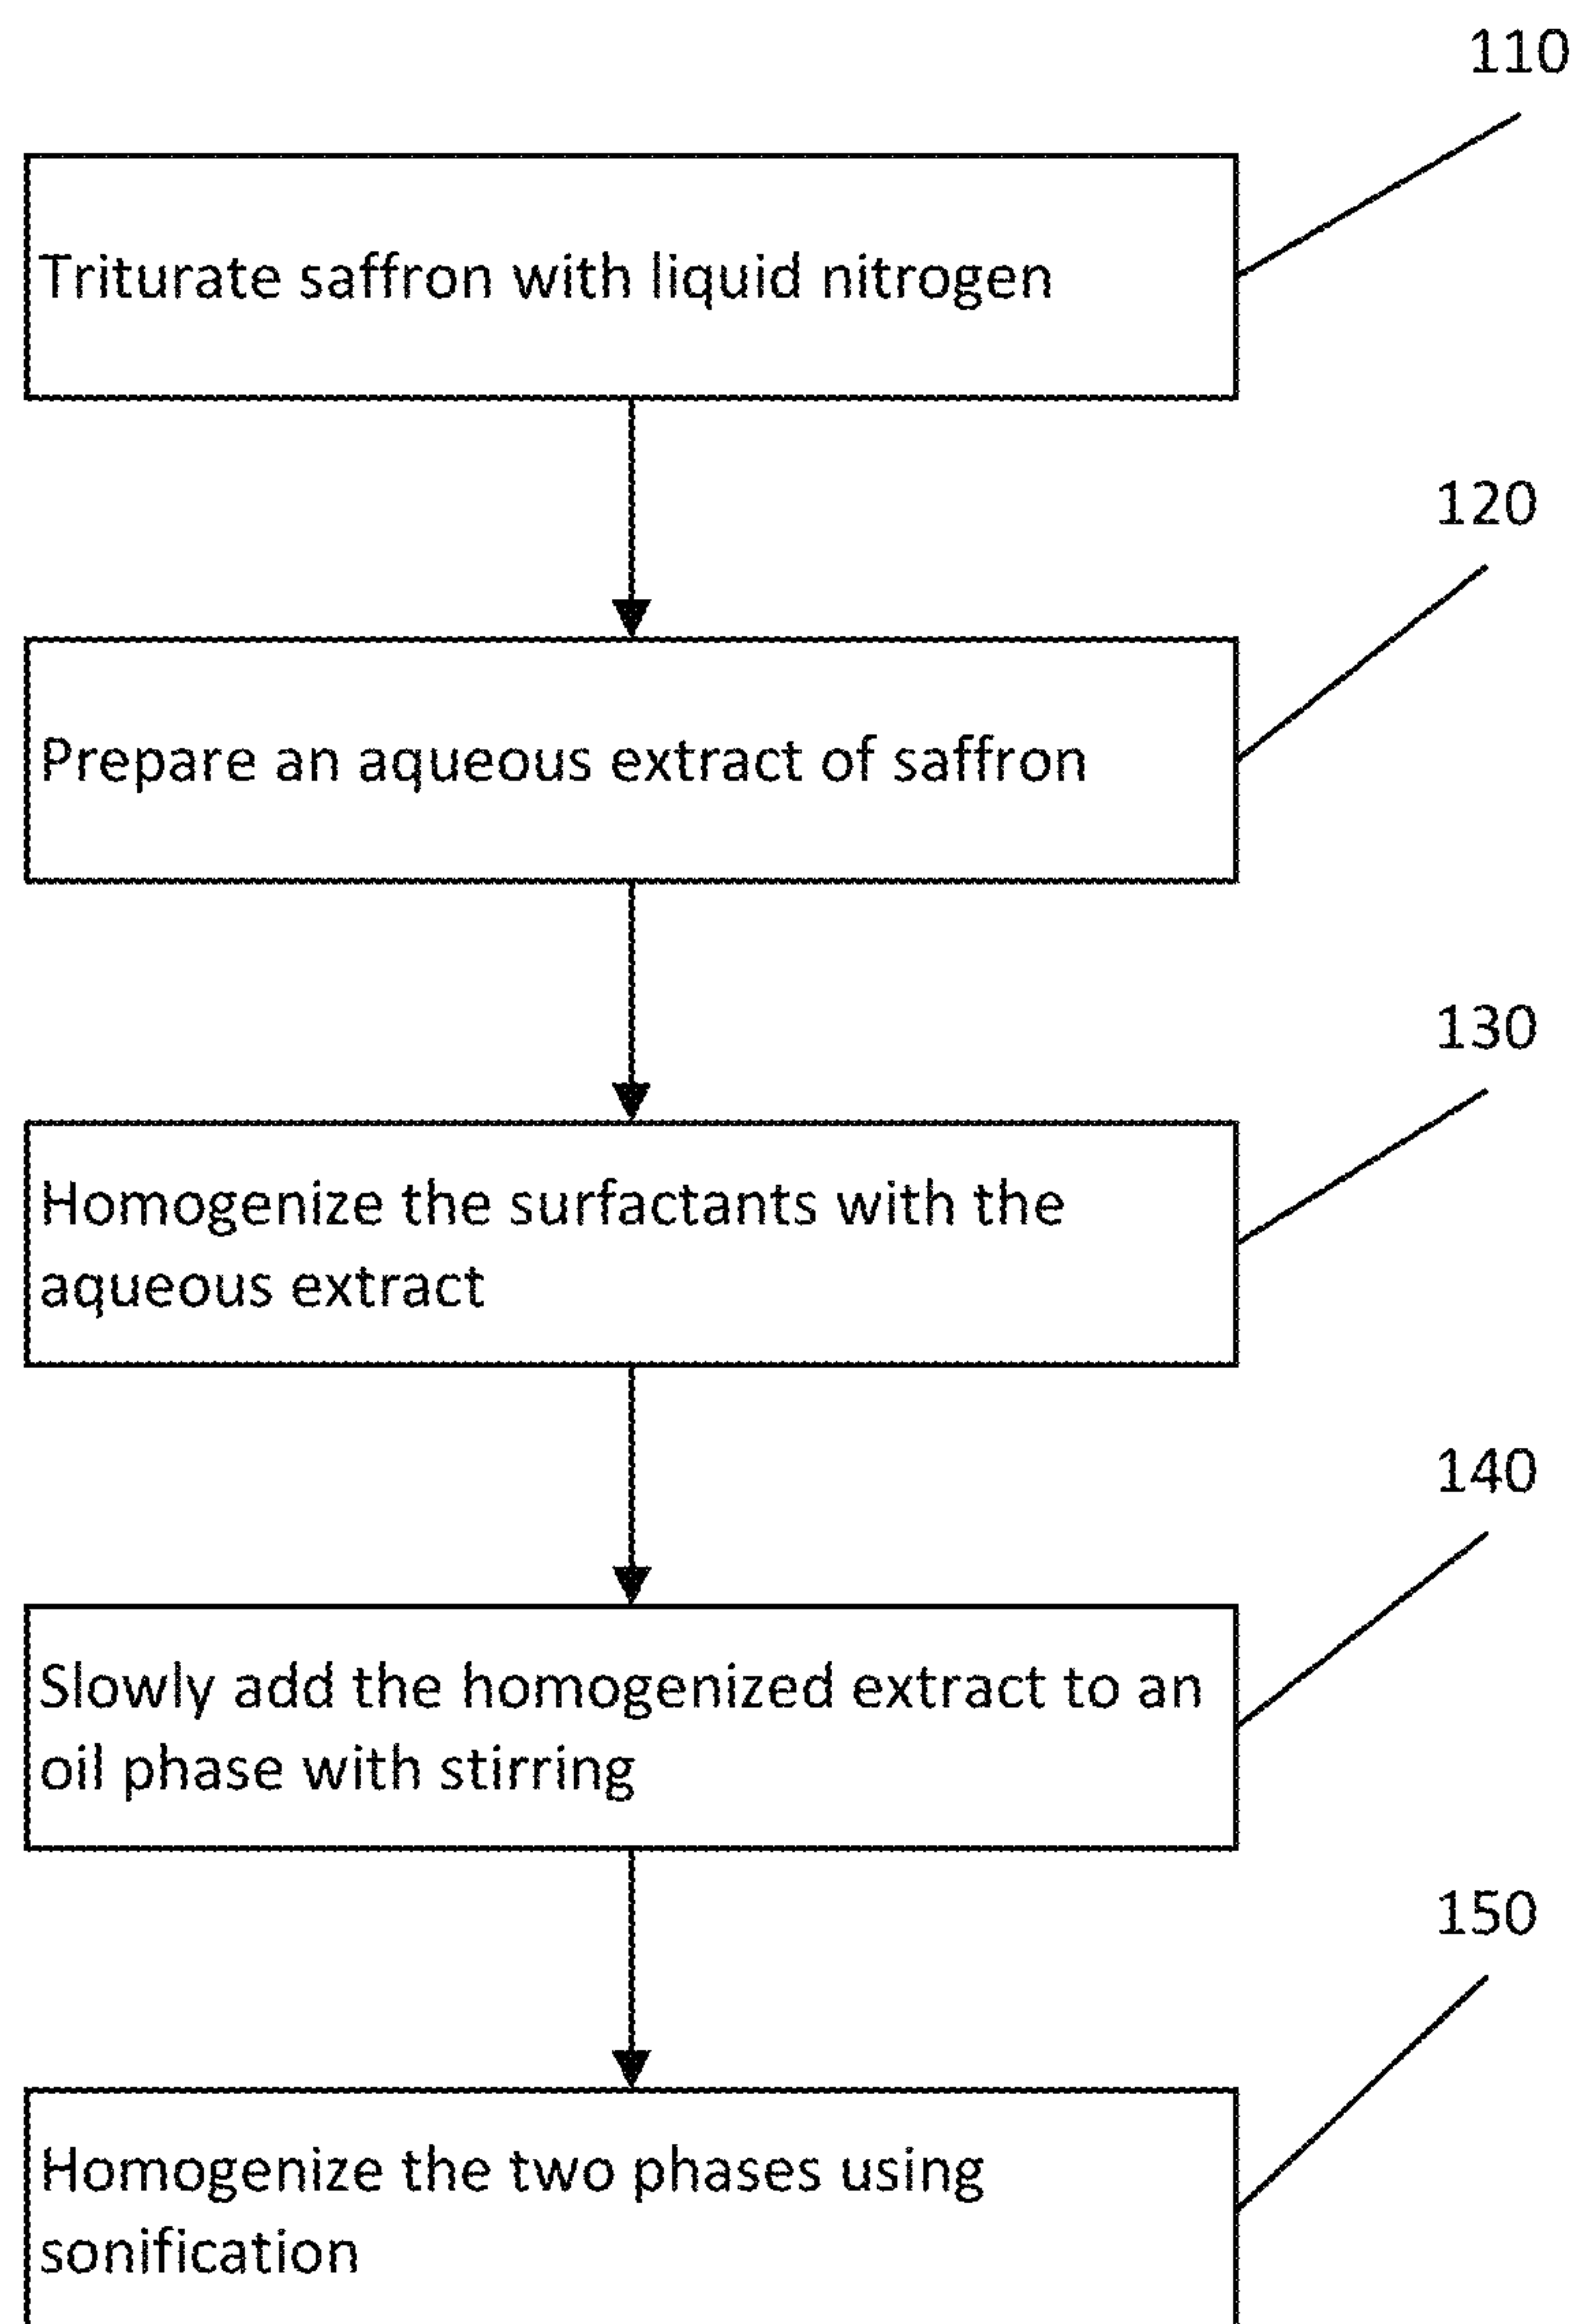 110
Triturate saffron with liquid nitrogen
120
Prepare an aqueous extract of saffron
130
Homogenize the surfactants with the
aqueous extract
140
Slowly add the homogenized extract to an
oil phase with stirring
150
Homogenize the two phases using
sonification